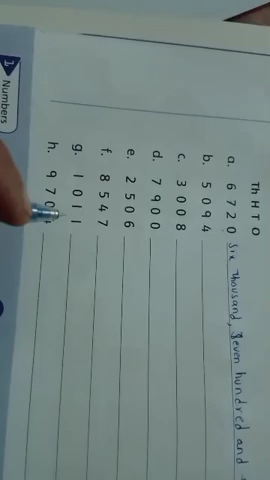 Th H T O
a. 6 7 2 0 Six thousand, Seven hundred and
b. 5 0 9 4
c. 3 0 0 8
d. 7 9 0 0
e. 2 5 0 6
f. 8 5 4 7
g. 1 0 1 1
h. 9 7 0
1 Numbers